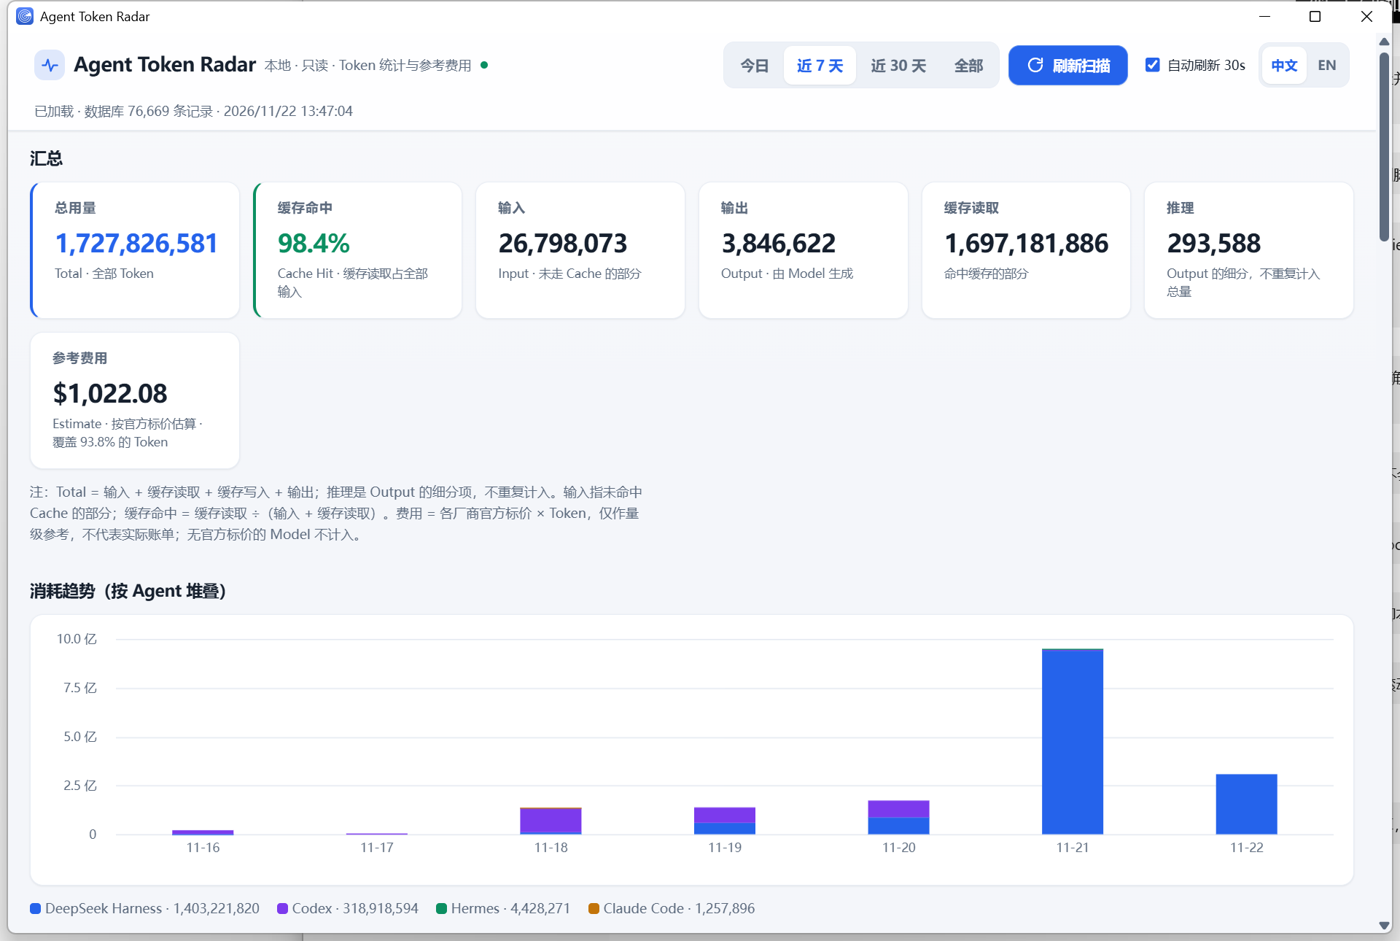 Agent Token Radar
Agent Token Radar 本地 · 只读 · Token 统计与参考费用
今日 近 7 天 近 30 天 全部 刷新扫描 自动刷新 30s 中文 EN
已加载 · 数据库 76,669 条记录 · 2026/11/22 13:47:04
汇总
总用量
1,727,826,581
Total · 全部 Token
缓存命中
98.4%
Cache Hit · 缓存读取占全部
输入
输入
26,798,073
Input · 未走 Cache 的部分
输出
3,846,622
Output · 由 Model 生成
缓存读取
1,697,181,886
命中缓存的部分
推理
293,588
Output 的细分，不重复计入
总量
参考费用
$1,022.08
Estimate · 按官方标价估算 ·
覆盖 93.8% 的 Token
注：Total = 输入 + 缓存读取 + 缓存写入 + 输出；推理是 Output 的细分项，不重复计入。输入指未命中
Cache 的部分；缓存命中 = 缓存读取 ÷（输入 + 缓存读取）。费用 = 各厂商官方标价 × Token，仅作量
级参考，不代表实际账单；无官方标价的 Model 不计入。
消耗趋势（按 Agent 堆叠）
10.0 亿
7.5 亿
5.0 亿
2.5 亿
0
11-16 11-17 11-18 11-19 11-20 11-21 11-22
DeepSeek Harness · 1,403,221,820 Codex · 318,918,594 Hermes · 4,428,271 Claude Code · 1,257,896